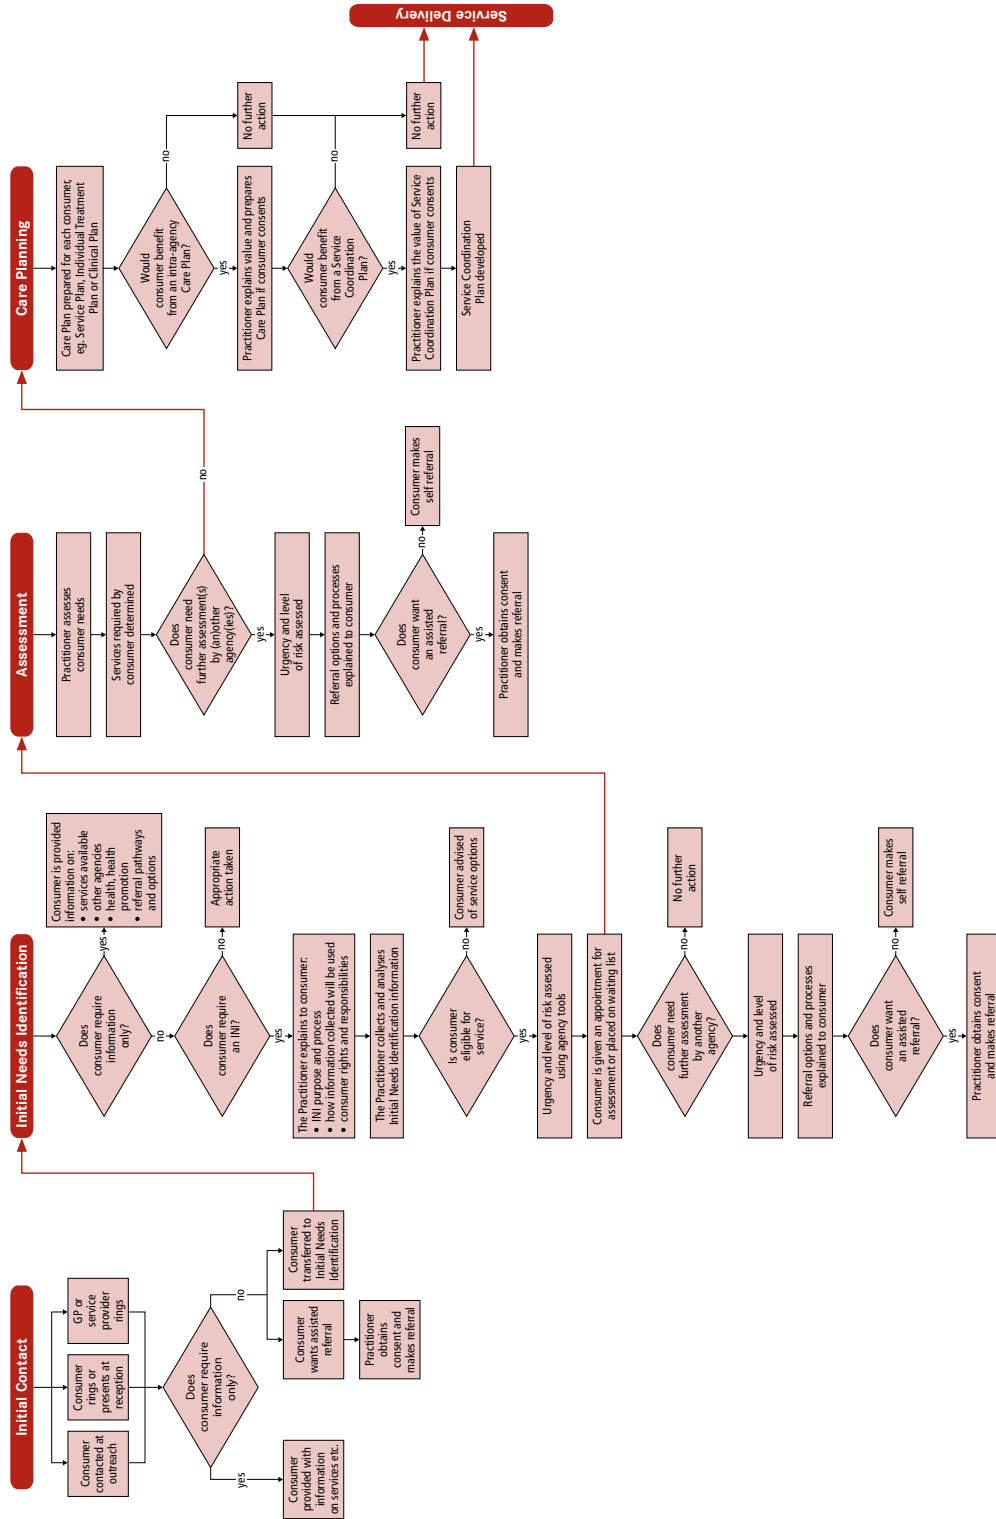 Initial Contact
Consumer
contacted at
outreach
Consumer
rings or
presents at
reception
GP or
service
provider
rings
Does
consumer require
information
only?
yes
no
Consumer
provided with
information
on services etc.
Consumer
wants assisted
referral
Practitioner
obtains
consent and
makes referral
Consumer
transferred to
Initial Needs
Identification
Initial Needs Identification
Does
consumer require
information
only?
yes
Consumer is provided
information on:
• services available
• other agencies
• health, health
promotion
• referral pathways
and options
no
Does
consumer require
an INI?
no
Appropriate
action taken
yes
The Practitioner explains to consumer:
• INI purpose and process
• how information collected will be used
• consumer rights and responsibilities
The Practitioner collects and analyses
Initial Needs Identification information
Is consumer
eligible for
service?
no
Consumer advised
of service options
yes
Urgency and level of risk assessed
using agency tools
Consumer is given an appointment for
assessment or placed on waiting list
Does
consumer need
further assessment
by another
agency?
no
No further
action
yes
Urgency and level
of risk assessed
Referral options and processes
explained to consumer
Does
consumer want
an assisted
referral?
no
Consumer makes
self referral
yes
Practitioner obtains consent
and makes referral
Assessment
Practitioner assesses
consumer needs
Services required by
consumer determined
Does
consumer need
further assessment(s)
by (an)other
agency(ies)?
no
yes
Urgency and level
of risk assessed
Referral options and processes
explained to consumer
Does
consumer want
an assisted
referral?
no
Consumer makes
self referral
yes
Practitioner obtains consent
and makes referral
Care Planning
Care Plan prepared for each consumer,
eg. Service Plan, Individual Treatment
Plan or Clinical Plan
Would
consumer benefit
from an intra-agency
Care Plan?
no
No further
action
yes
Practitioner explains value and prepares
Care Plan if consumer consents
Would
consumer benefit
from a Service
Coordination
Plan?
no
No further
action
yes
Practitioner explains the value of Service
Coordination Plan if consumer consents
Service Coordination
Plan developed
Service Delivery